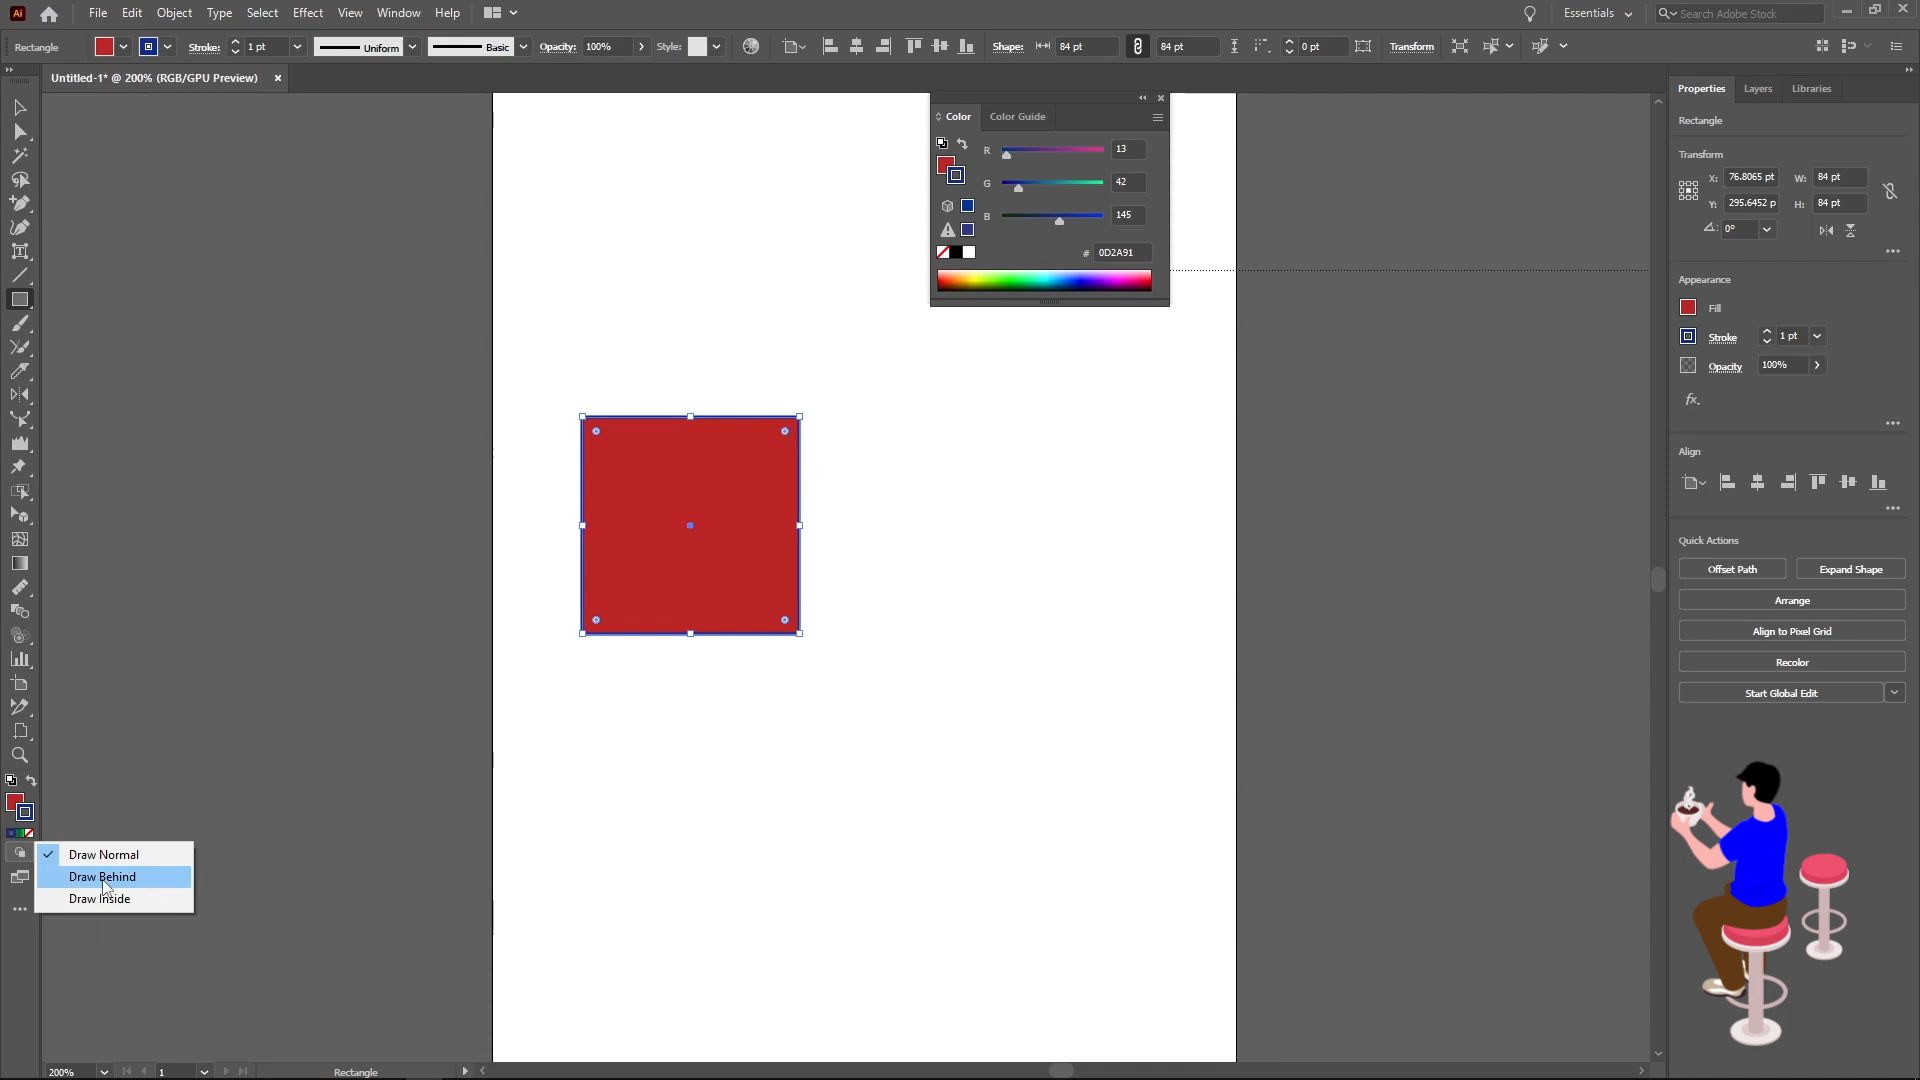 Ai File Edit Object Type Select Effect View Window Help Essentials Search Adobe Stock
Rectangle Stroke: 1 pt Uniform Basic Opacity: 100% Style: Shape: 84 pt 84 pt 0 pt Transform
Untitled-1* @ 200% (RGB/GPU Preview)
Properties Layers Libraries
Rectangle
Transform
X: 76.8065 pt W: 84 pt
Y: 295.6452 p H: 84 pt
0°
Appearance
Fill
Stroke 1 pt
Opacity 100%
fx.
Align
Quick Actions
Offset Path Expand Shape
Arrange
Align to Pixel Grid
Recolor
Start Global Edit
Color Color Guide
R 13
G 42
B 145
# 0D2A91
Draw Normal
Draw Behind
Draw Inside
200% 1 Rectangle